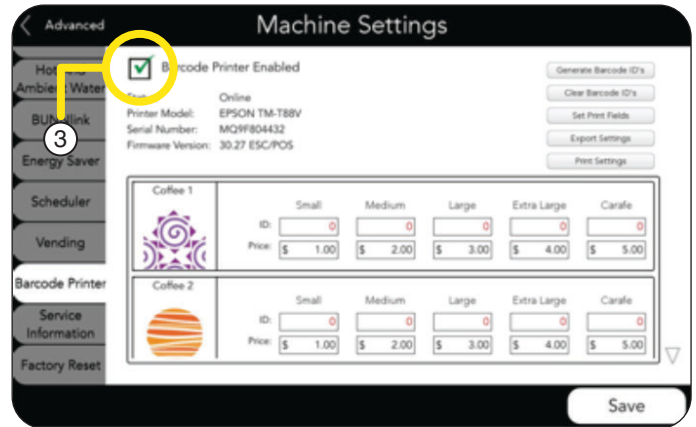 Advanced
Machine Settings
Ambient Water
Energy Saver
Scheduler
Vending
Barcode Printer
Service
Information
Factory Reset
3
Printer Enabled
Online
Printer Model: EPSON TM-T88V
Serial Number: MQ9F804432
Firmware Version: 30.27 ESC/POS
Generate Barcode ID's
Clear Barcode ID's
Set Print Fields
Export Settings
Print Settings
Coffee 1
Small Medium Large Extra Large Carafe
ID: 0 0 0 0 0
Price: $ 1.00 $ 2.00 $ 3.00 $ 4.00 $ 5.00
Coffee 2
Small Medium Large Extra Large Carafe
ID: 0 0 0 0 0
Price: $ 1.00 $ 2.00 $ 3.00 $ 4.00 $ 5.00
Save